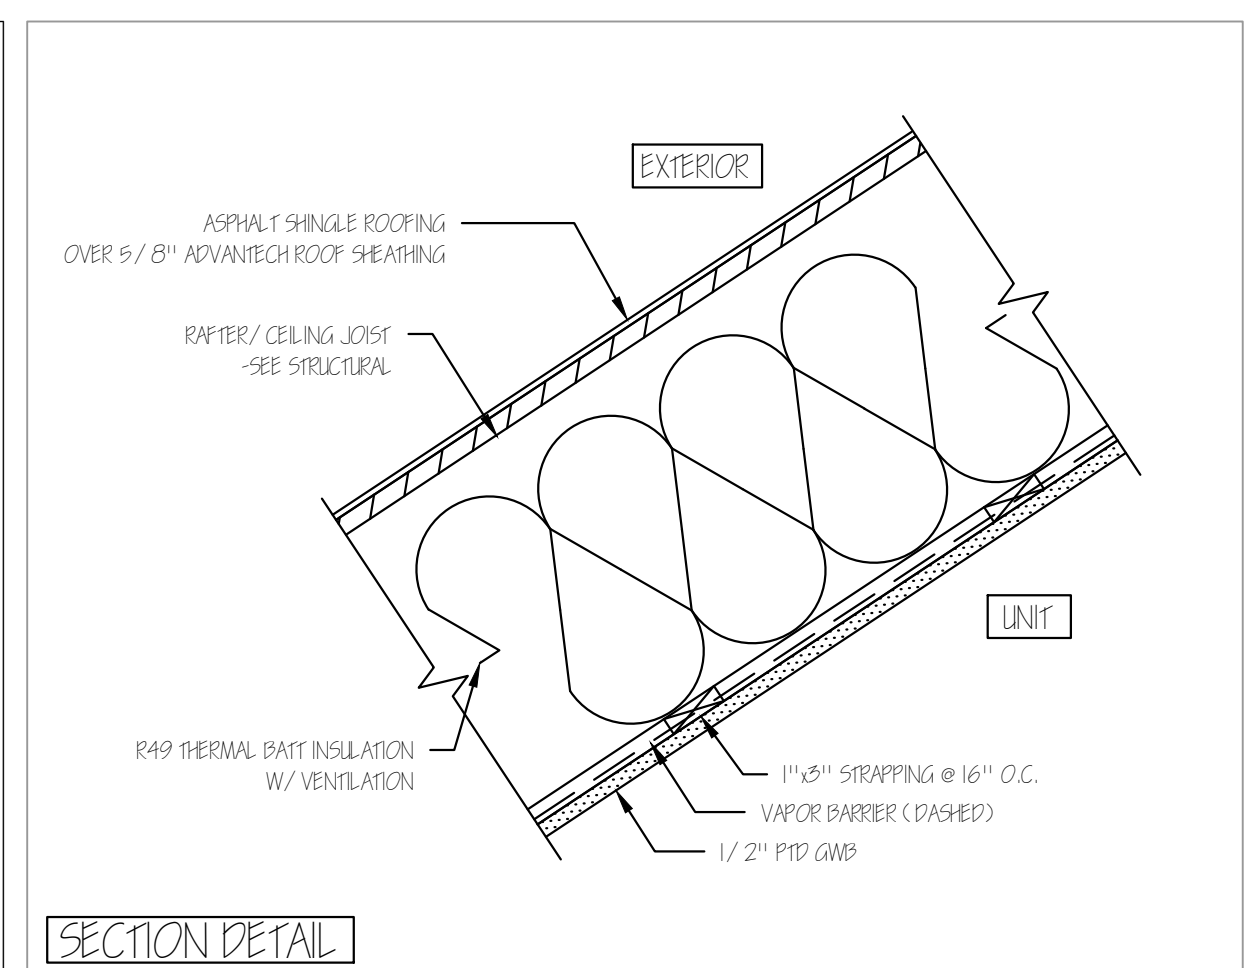 EXTERIOR
ASPHALT SHINGLE ROOFING
OVER 5/8" ADVANTECH ROOF SHEATHING
RAFTER/ CEILING JOIST
-SEE STRUCTURAL
UNIT
R49 THERMAL BATT INSULATION
W/ VENTILATION
1"x3" STRAPPING @ 16" O.C.
VAPOR BARRIER (DASHED)
1/2" PTD GWB
SECTION DETAIL